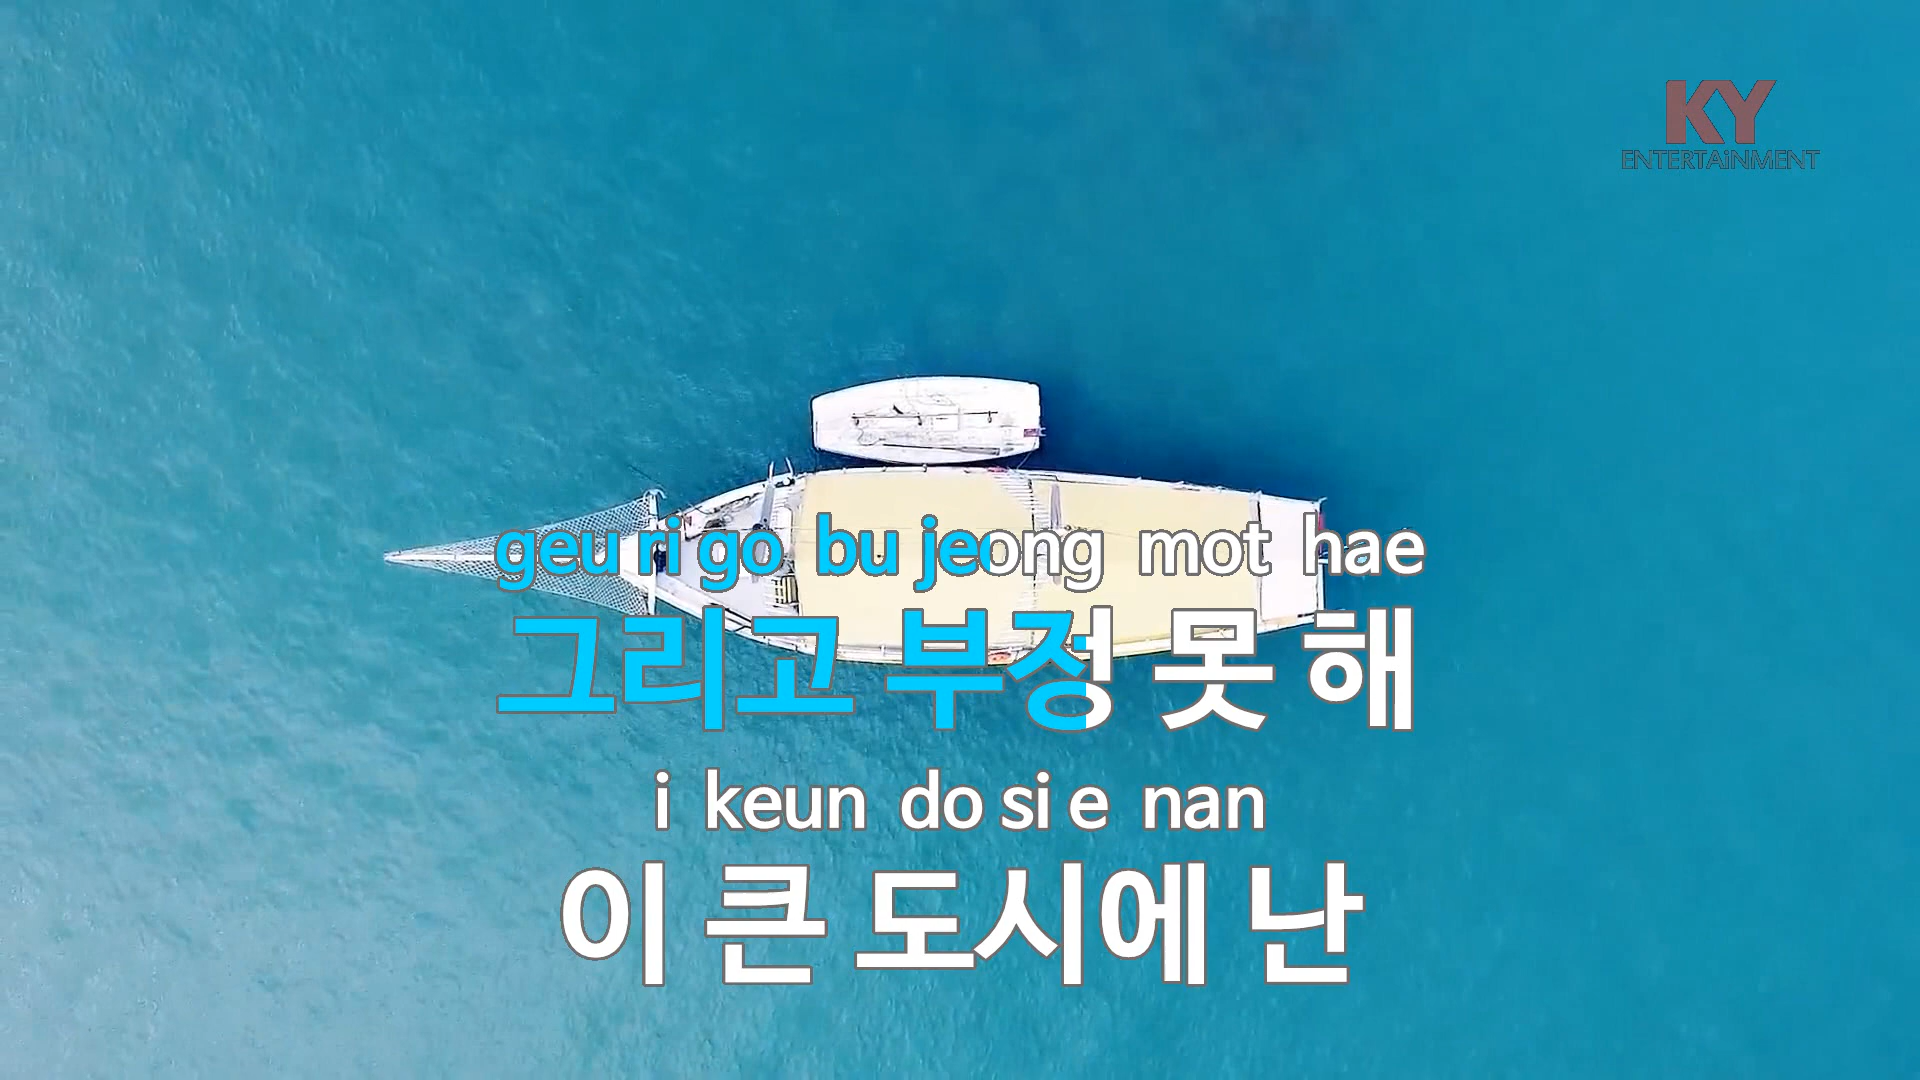 KY
ENTERTAiNMENT
geu ri go bu jeong mot hae
그리고 부정 못 해
i keun do si e nan
이 큰 도시에 난